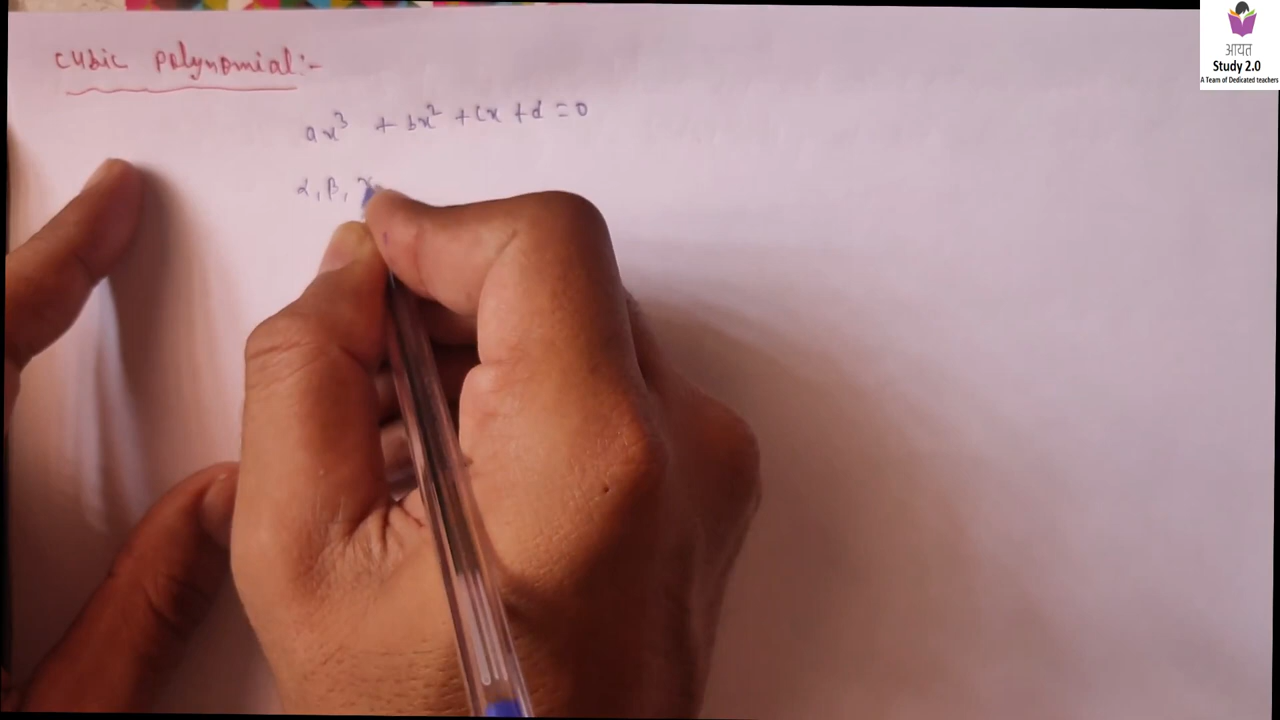 cubic polynomial:-
ax³ + bx² + cx + d = 0
α, β, γ
आयत
Study 2.0
A Team of Dedicated teachers